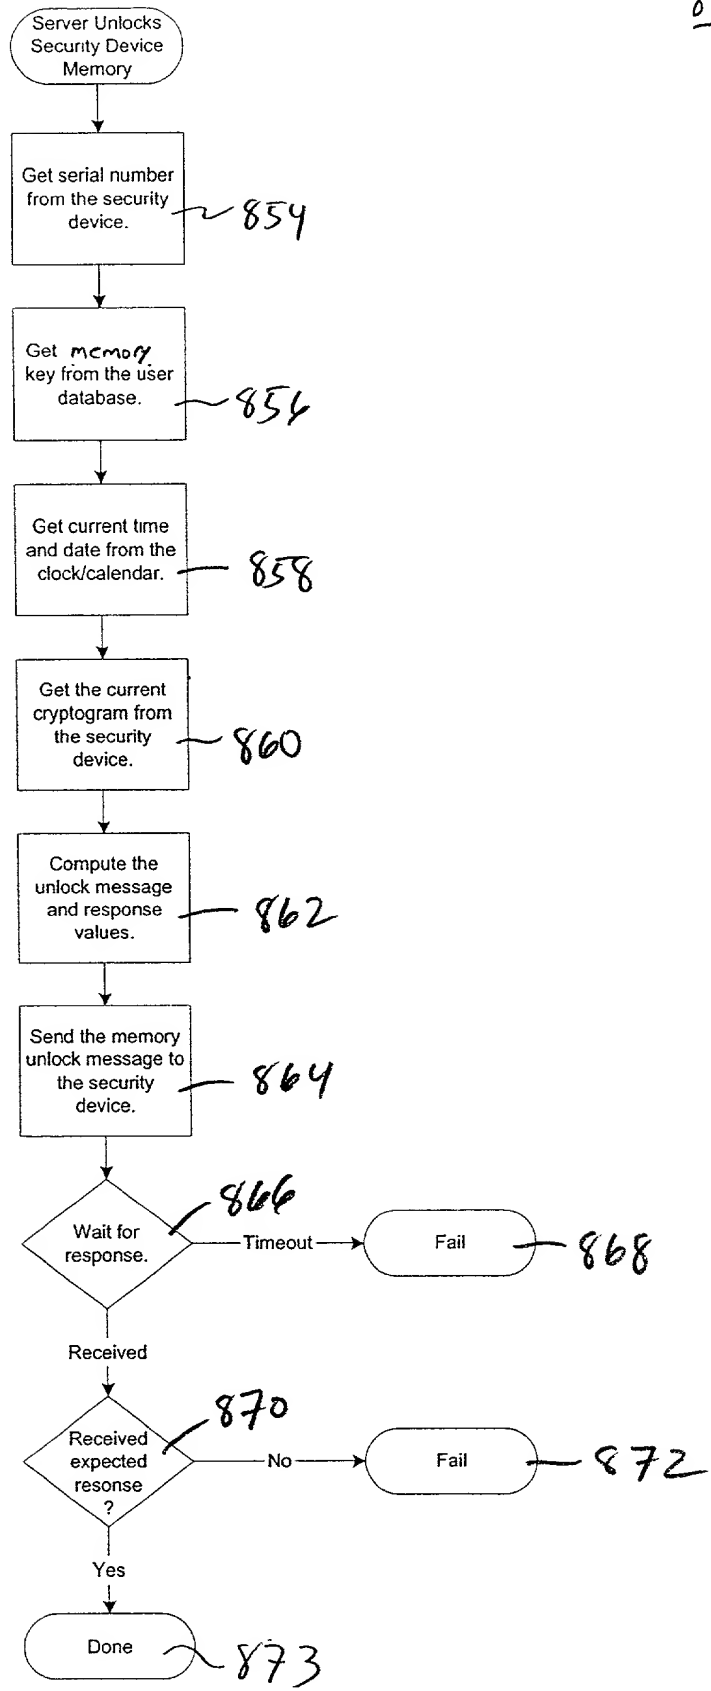 Server Unlocks
Security Device
Memory
Get serial number
from the security
device.
854
Get memory
key from the user
database.
856
Get current time
and date from the
clock/calendar.
858
Get the current
cryptogram from
the security
device.
860
Compute the
unlock message
and response
values.
862
Send the memory
unlock message to
the security
device.
864
866
Wait for
response.
Timeout
Fail
868
Received
870
Received
expected
resonse
?
No
Fail
872
Yes
Done
873